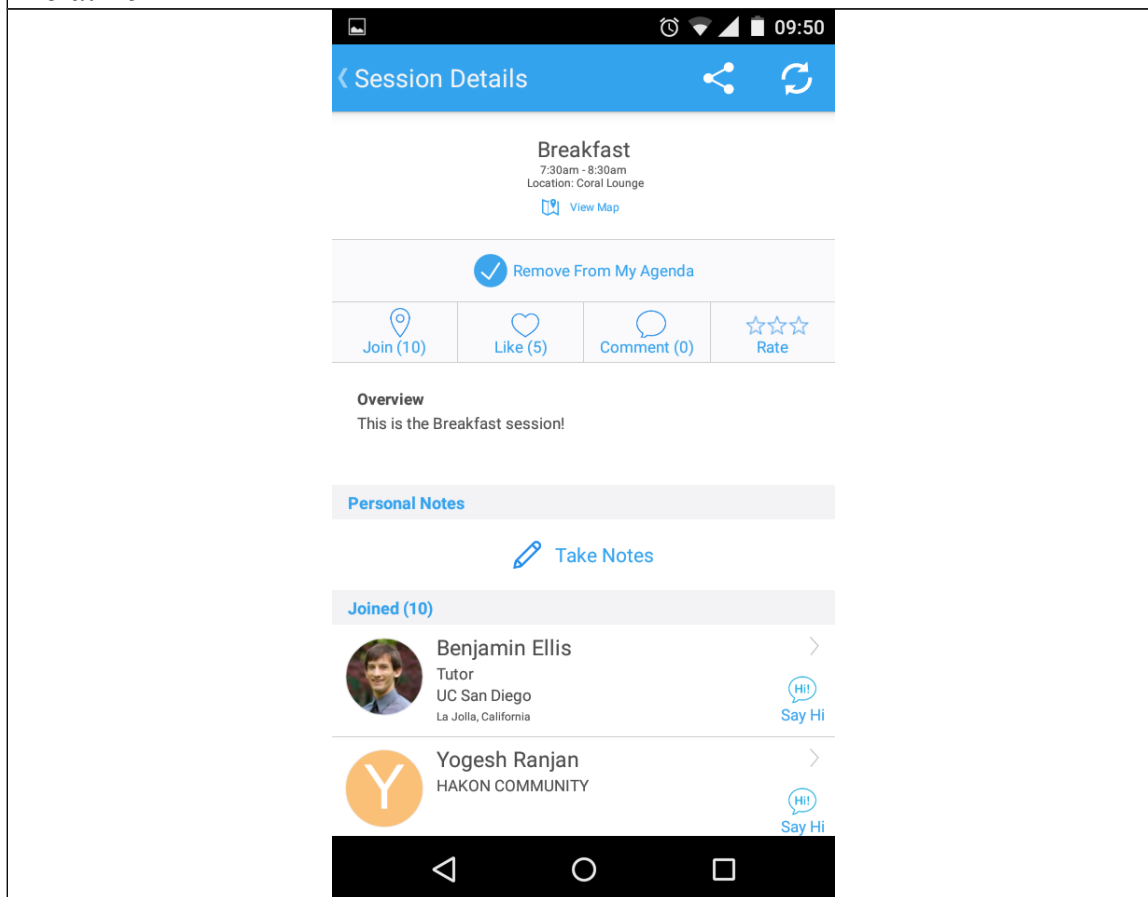 09:50
Session Details
Breakfast
7:30am - 8:30am
Location: Coral Lounge
View Map
Remove From My Agenda
Join (10) Like (5) Comment (0) Rate
Overview
This is the Breakfast session!
Personal Notes
Take Notes
Joined (10)
Benjamin Ellis
Tutor
UC San Diego
Hi!
La Jolla, California
Say Hi
Y
Yogesh Ranjan
HAKON COMMUNITY
Hi!
Say Hi